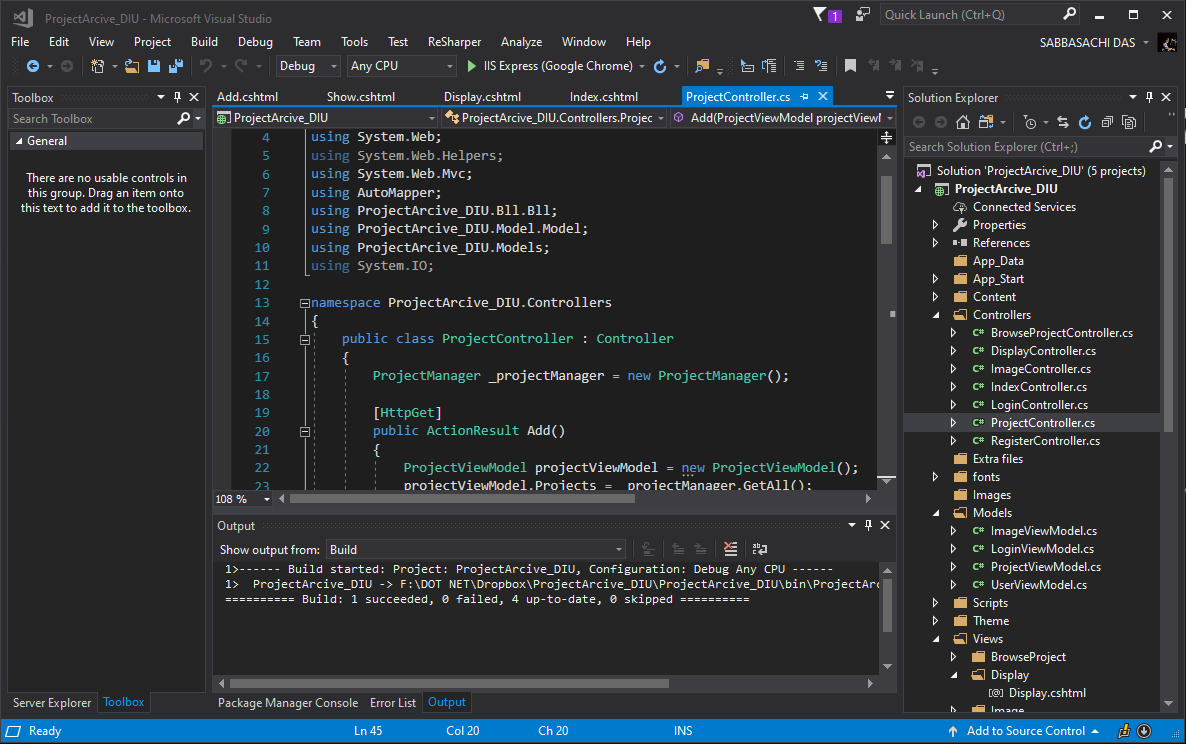 ProjectArcive_DIU - Microsoft Visual Studio
1
Quick Launch (Ctrl+Q)
File Edit View Project Build Debug Team Tools Test ReSharper Analyze Window Help
SABBASACHI DAS
Debug Any CPU IIS Express (Google Chrome)
Toolbox
Search Toolbox
General
There are no usable controls in
this group. Drag an item onto
this text to add it to the toolbox.
Server Explorer Toolbox
Add.cshtml Show.cshtml Display.cshtml Index.cshtml ProjectController.cs
ProjectArcive_DIU ProjectArcive_DIU.Controllers.Projec Add(ProjectViewModel projectViewM
4 using System.Web;
5 using System.Web.Helpers;
6 using System.Web.Mvc;
7 using AutoMapper;
8 using ProjectArcive_DIU.Bll.Bll;
9 using ProjectArcive_DIU.Model.Model;
10 using ProjectArcive_DIU.Models;
11 using System.IO;
12
13 namespace ProjectArcive_DIU.Controllers
14 {
15 public class ProjectController : Controller
16 {
17 ProjectManager _projectManager = new ProjectManager();
18
19 [HttpGet]
20 public ActionResult Add()
21 {
22 ProjectViewModel projectViewModel = new ProjectViewModel();
23 projectViewModel.Projects = _projectManager.GetAll();
108 %
Output
Show output from: Build
1>------ Build started: Project: ProjectArcive_DIU, Configuration: Debug Any CPU ------
1> ProjectArcive_DIU -> F:\DOT NET\Dropbox\ProjectArcive_DIU\ProjectArcive_DIU\bin\ProjectArc
========== Build: 1 succeeded, 0 failed, 4 up-to-date, 0 skipped ==========
Package Manager Console Error List Output
Solution Explorer
Search Solution Explorer (Ctrl+;)
Solution 'ProjectArcive_DIU' (5 projects)
ProjectArcive_DIU
Connected Services
Properties
References
App_Data
App_Start
Content
Controllers
C# BrowseProjectController.cs
C# DisplayController.cs
C# ImageController.cs
C# IndexController.cs
C# LoginController.cs
C# ProjectController.cs
C# RegisterController.cs
Extra files
fonts
Images
Models
C# ImageViewModel.cs
C# LoginViewModel.cs
C# ProjectViewModel.cs
C# UserViewModel.cs
Scripts
Theme
Views
BrowseProject
Display
Display.cshtml
Image
Ready Ln 45 Col 20 Ch 20 INS Add to Source Control